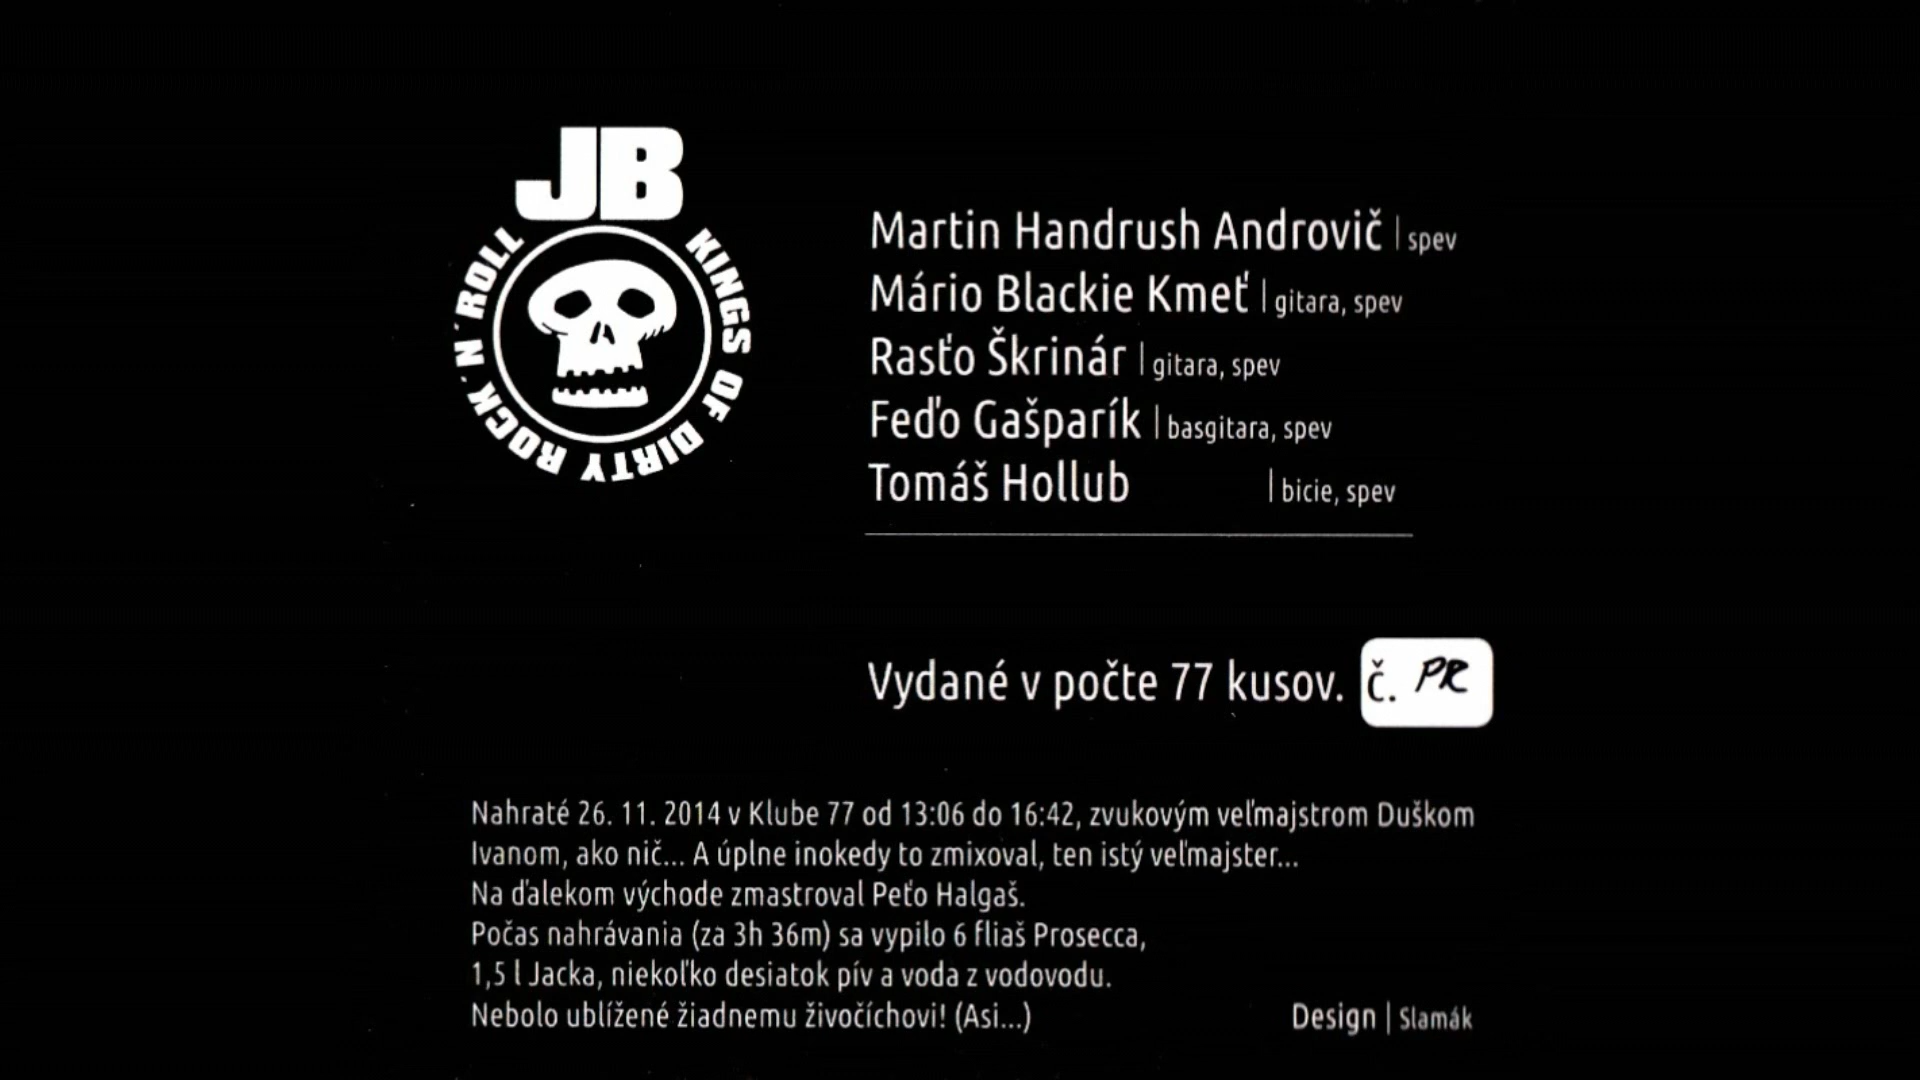 JB
KINGS OF DIRTY ROCK ´N´ROLL
Martin Handrush Androvič | spev
Mário Blackie Kmeť | gitara, spev
Rasťo Škrinár | gitara, spev
Feďo Gašparík | basgitara, spev
Tomáš Hollub | bicie, spev
Vydané v počte 77 kusov. č. PR
Nahraté 26. 11. 2014 v Klube 77 od 13:06 do 16:42, zvukovým veľmajstrom Duškom
Ivanom, ako nič... A úplne inokedy to zmixoval, ten istý veľmajster...
Na ďalekom východe zmastroval Peťo Halgaš.
Počas nahrávania (za 3h 36m) sa vypilo 6 fliaš Prosecca,
1,5 l Jacka, niekoľko desiatok pív a voda z vodovodu.
Nebolo ublížené žiadnemu živočíchovi! (Asi...)
Design | Slamák